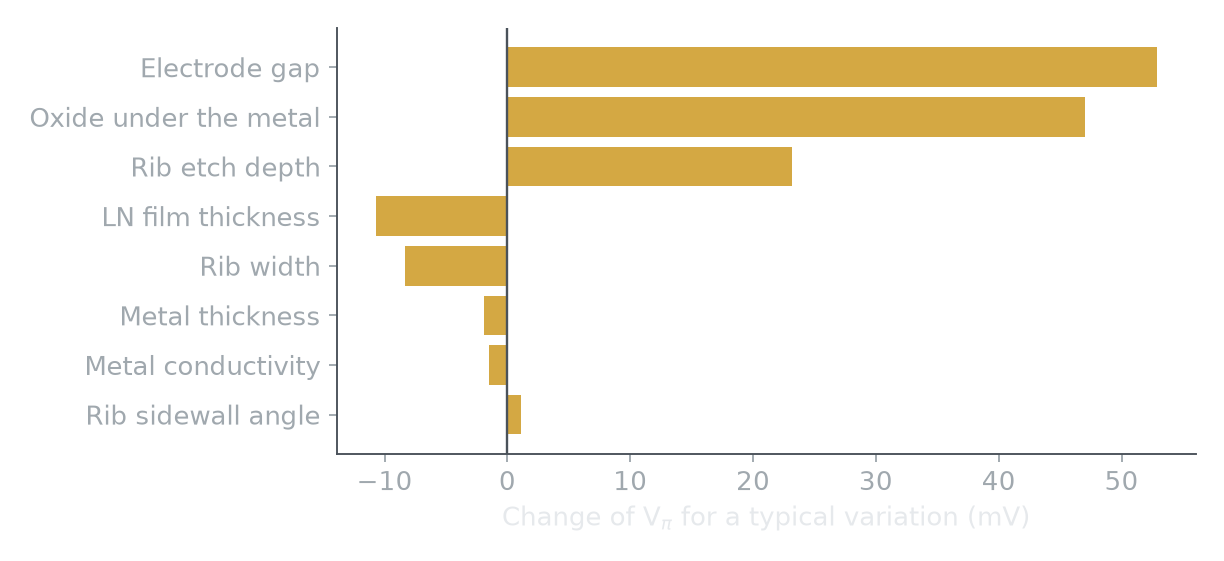 Electrode gap
Oxide under the metal
Rib etch depth
LN film thickness
Rib width
Metal thickness
Metal conductivity
Rib sidewall angle
−10 0 10 20 30 40 50
Change of Vπ for a typical variation (mV)